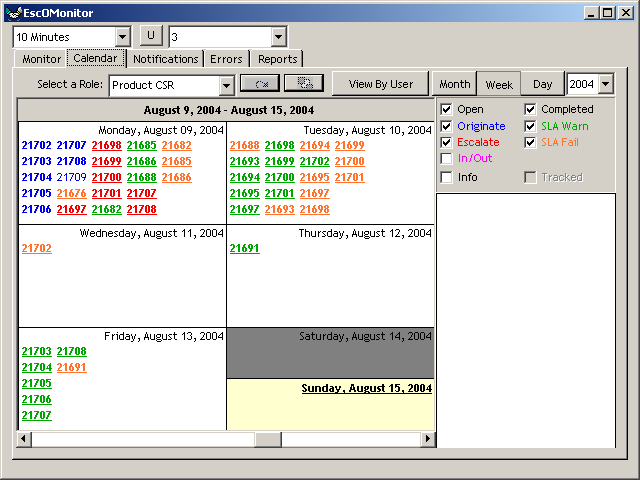 EscOMonitor
10 Minutes U 3
Monitor Calendar Notifications Errors Reports
Select a Role: Product CSR View By User Month Week Day 2004
August 9, 2004 - August 15, 2004
Open Completed
Originate SLA Warn
Escalate SLA Fail
In/Out
Info Tracked
Monday, August 09, 2004
21702 21707 21698 21685 21682
21703 21708 21699 21686 21685
21704 21709 21700 21688 21686
21705 21676 21701 21707
21706 21697 21682 21708
Tuesday, August 10, 2004
21688 21698 21694 21699
21693 21699 21702 21700
21694 21700 21695 21701
21695 21701 21697
21697 21693 21698
Wednesday, August 11, 2004
21702
Thursday, August 12, 2004
21691
Friday, August 13, 2004
21703 21708
21704 21691
21705
21706
21707
Saturday, August 14, 2004
Sunday, August 15, 2004